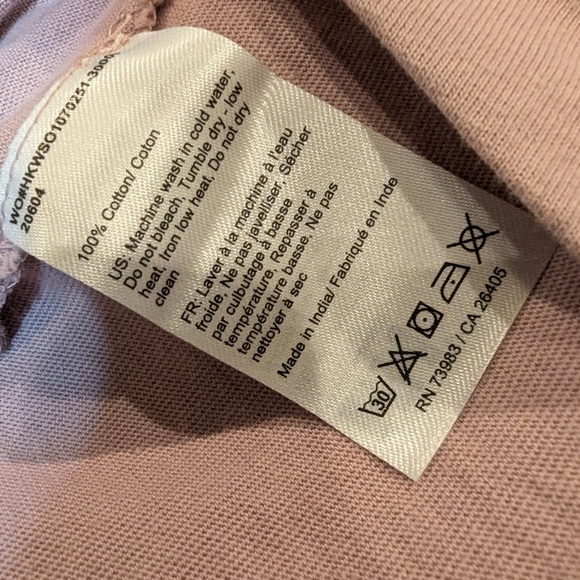 WO#HKWSO1070251-3000
20604
100% Cotton/ Coton
US: Machine wash in cold water,
Do not bleach, Tumble dry - low
heat. Iron low heat. Do not dry
clean
FR: Laver à la machine à l'eau
froide, Ne pas javelliser, Sécher
par culbutage à basse
température. Repasser à
température basse, Ne pas
nettoyer à sec
Made in India/ Fabriqué en Inde
30
RN 73983 / CA 26405